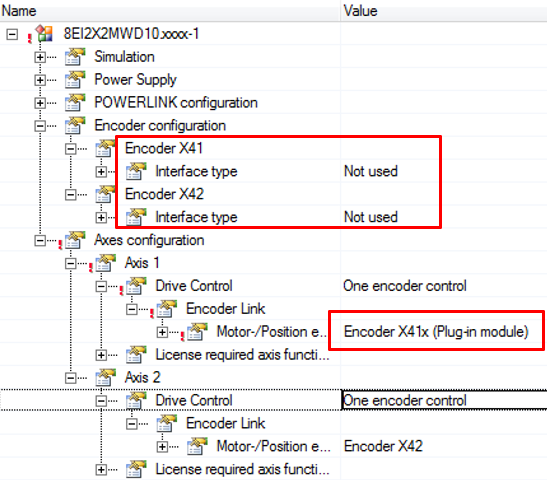 Name Value
8EI2X2MWD10.xxxx-1
Simulation
Power Supply
POWERLINK configuration
Encoder configuration
Encoder X41
Interface type Not used
Encoder X42
Interface type Not used
Axes configuration
Axis 1
Drive Control One encoder control
Encoder Link
Motor-/Position e... Encoder X41x (Plug-in module)
License required axis functi...
Axis 2
Drive Control One encoder control
Encoder Link
Motor-/Position e... Encoder X42
License required axis functi...